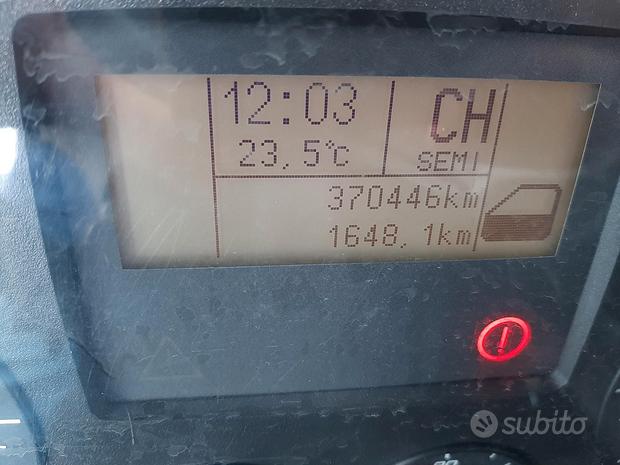 12:03
CH
23,5°c
SEMI
370446km
1648,1km
subito